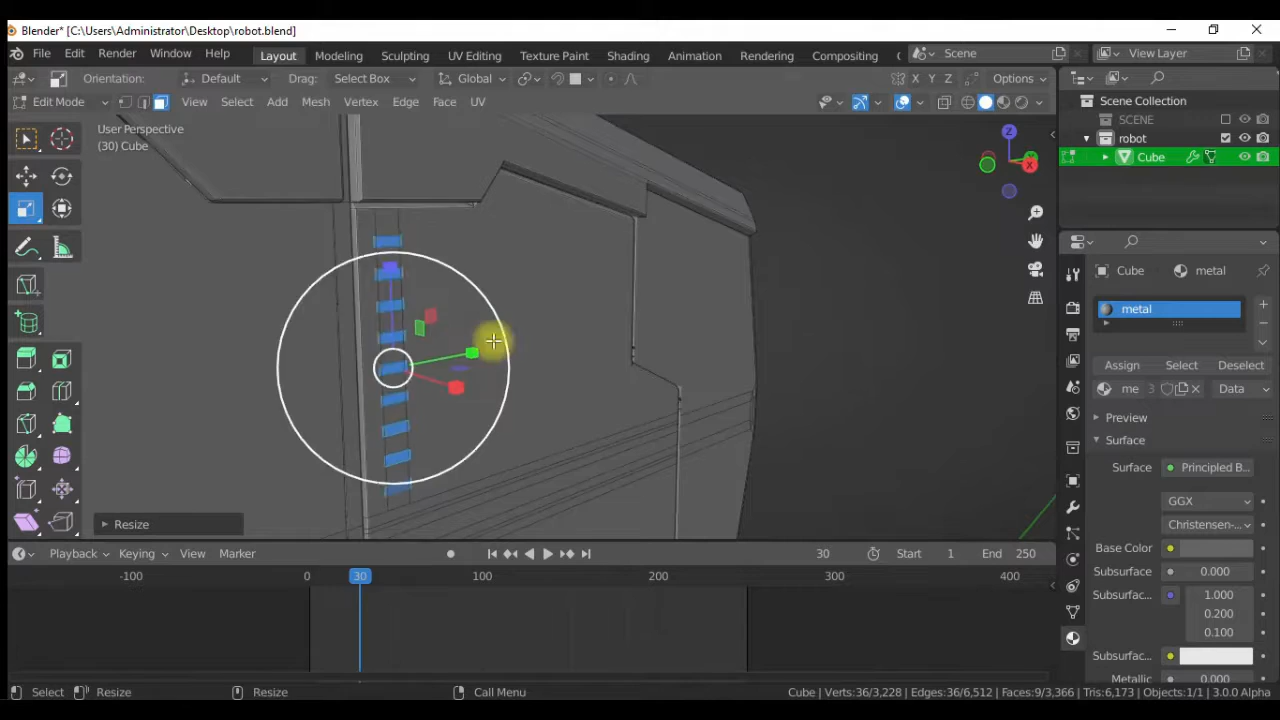 Blender* [C:\Users\Administrator\Desktop\robot.blend]
File Edit Render Window Help Layout Modeling Sculpting UV Editing Texture Paint Shading Animation Rendering Compositing Scene View Layer
Orientation: Default Drag: Select Box Global X Y Z Options
Edit Mode View Select Add Mesh Vertex Edge Face UV
Scene Collection
SCENE
robot
Cube
User Perspective
(30) Cube
Z
X
Cube metal
metal
Assign Select Deselect
me 3 Data
Preview
Surface
Surface Principled B...
GGX
Christensen-...
Base Color
Subsurface 0.000
Subsurfac... 1.000
0.200
0.100
Subsurfac...
Metallic 0.000
Resize
Playback Keying View Marker 30 Start 1 End 250
-100 0 30 100 200 300 400
Select Resize Resize Call Menu Cube | Verts:36/3,228 | Edges:36/6,512 | Faces:9/3,366 | Tris:6,173 | Objects:1/1 | 3.0.0 Alpha